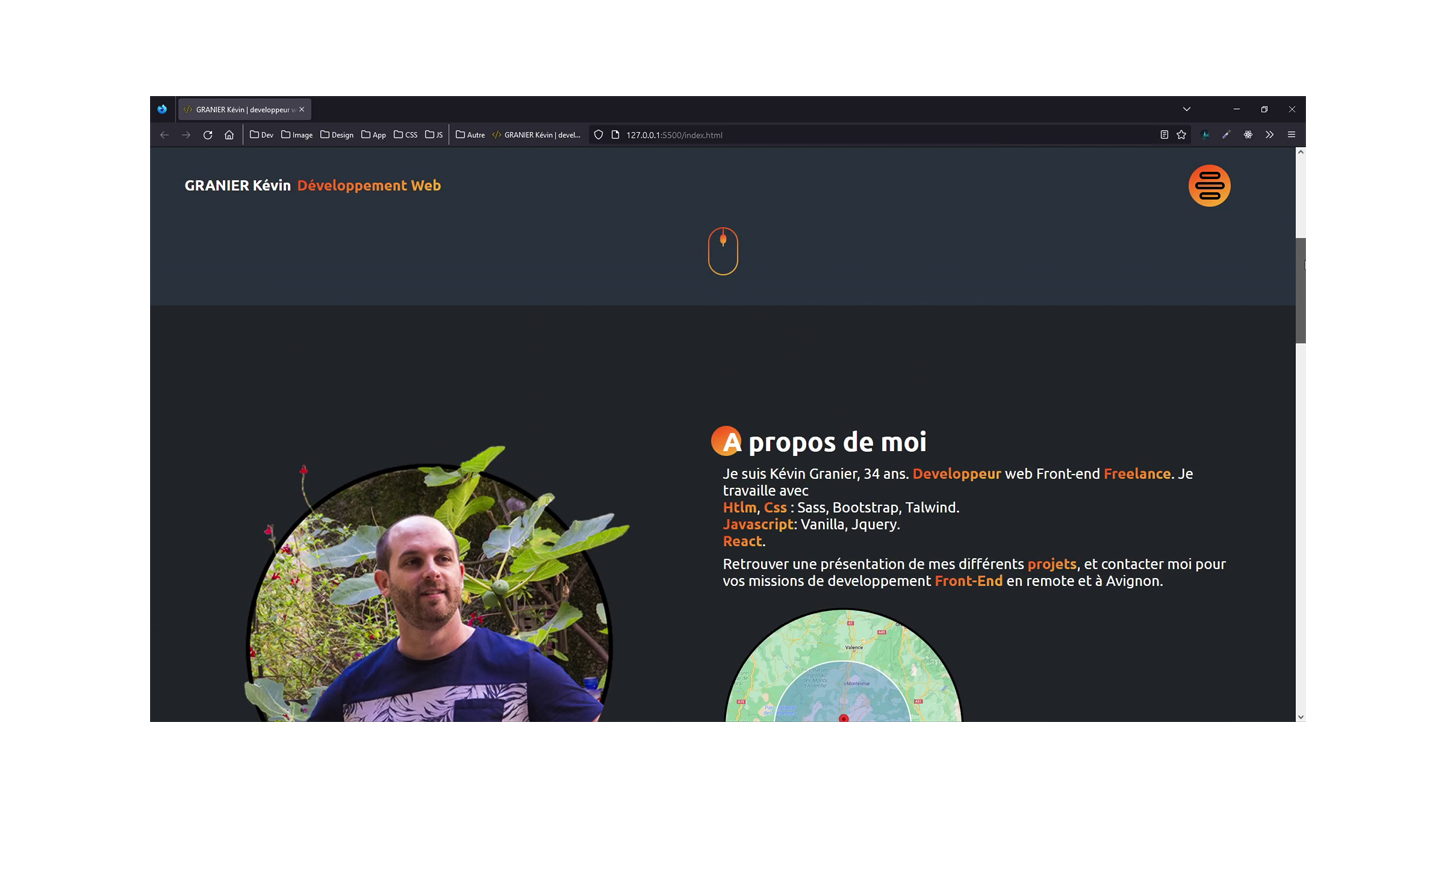 GRANIER Kévin | developpeur w
Dev Image Design App CSS JS Autre GRANIER Kévin | devel... 127.0.0.1:5500/index.html
GRANIER Kévin Développement Web
A propos de moi
Je suis Kévin Granier, 34 ans. Developpeur web Front-end Freelance. Je
travaille avec
Htlm, Css : Sass, Bootstrap, Talwind.
Javascript: Vanilla, Jquery.
React.
Retrouver une présentation de mes différents projets, et contacter moi pour
vos missions de developpement Front-End en remote et à Avignon.
Valence
Montélimar